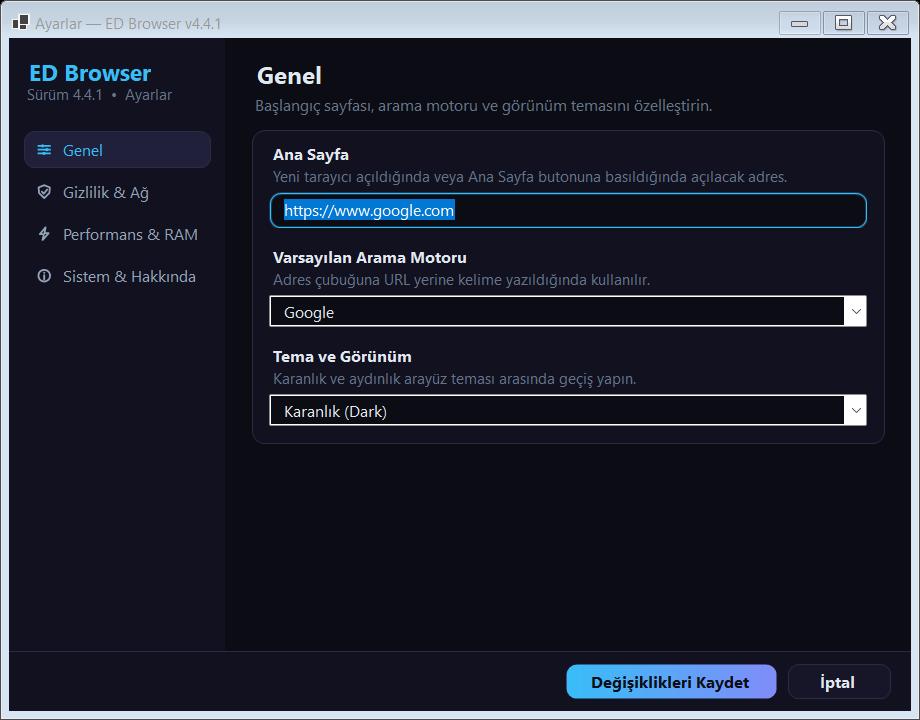 Ayarlar — ED Browser v4.4.1
ED Browser
Sürüm 4.4.1 • Ayarlar
Genel
Gizlilik & Ağ
Performans & RAM
Sistem & Hakkında
Genel
Başlangıç sayfası, arama motoru ve görünüm temasını özelleştirin.
Ana Sayfa
Yeni tarayıcı açıldığında veya Ana Sayfa butonuna basıldığında açılacak adres.
https://www.google.com
Varsayılan Arama Motoru
Adres çubuğuna URL yerine kelime yazıldığında kullanılır.
Google
Tema ve Görünüm
Karanlık ve aydınlık arayüz teması arasında geçiş yapın.
Karanlık (Dark)
Değişiklikleri Kaydet
İptal